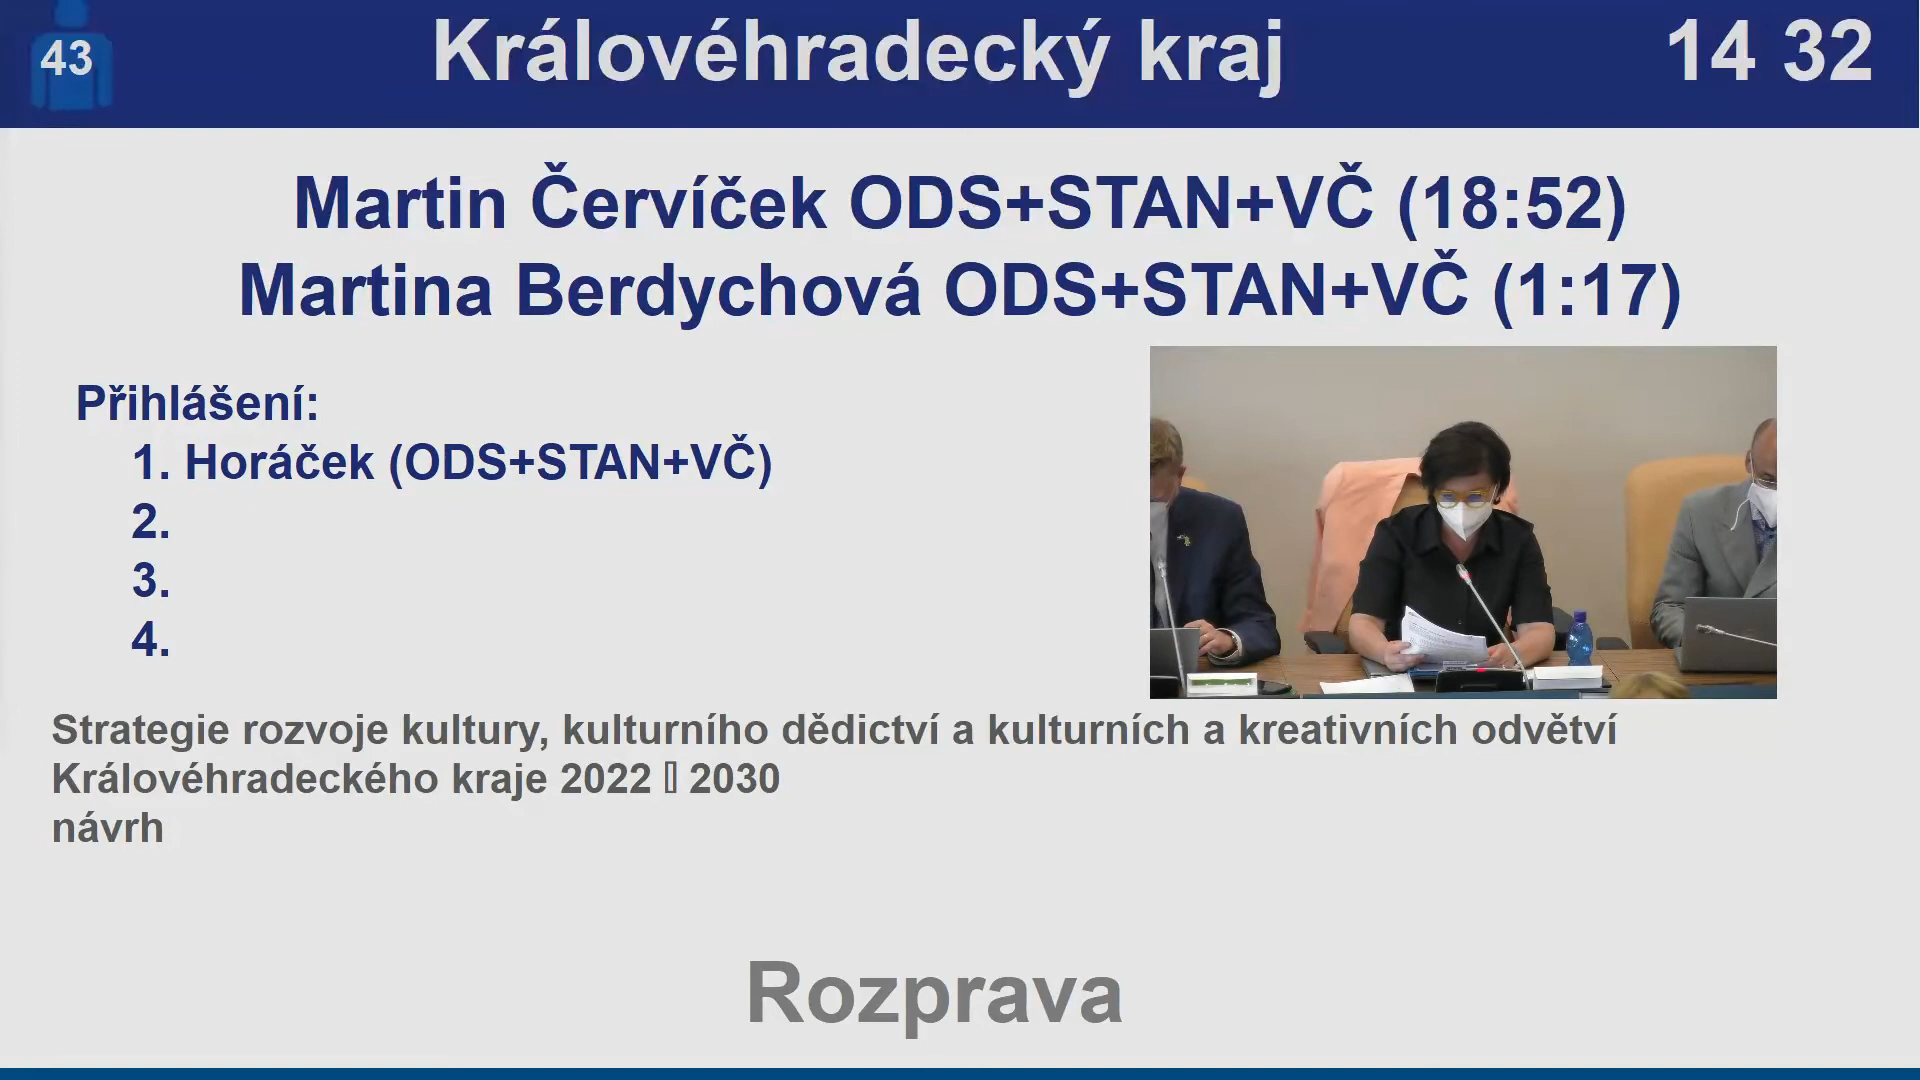 43
Královéhradecký kraj
14 32
Martin Červíček ODS+STAN+VČ (18:52)
Martina Berdychová ODS+STAN+VČ (1:17)
Přihlášení:
1. Horáček (ODS+STAN+VČ)
2.
3.
4.
Strategie rozvoje kultury, kulturního dědictví a kulturních a kreativních odvětví
Královéhradeckého kraje 2022 ▯ 2030
návrh
Rozprava